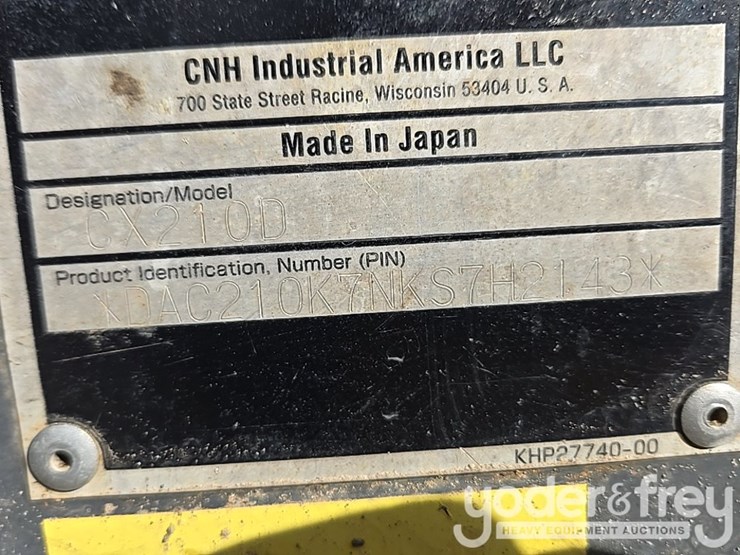 CNH Industrial America LLC
700 State Street Racine, Wisconsin 53404 U. S. A.
Made In Japan
Designation/Model
CX210D
Product Identification, Number (PIN)
*DAC210K7NKS7H2143*
KHP27740-00
yoder&frey
HEAVY EQUIPMENT AUCTIONS